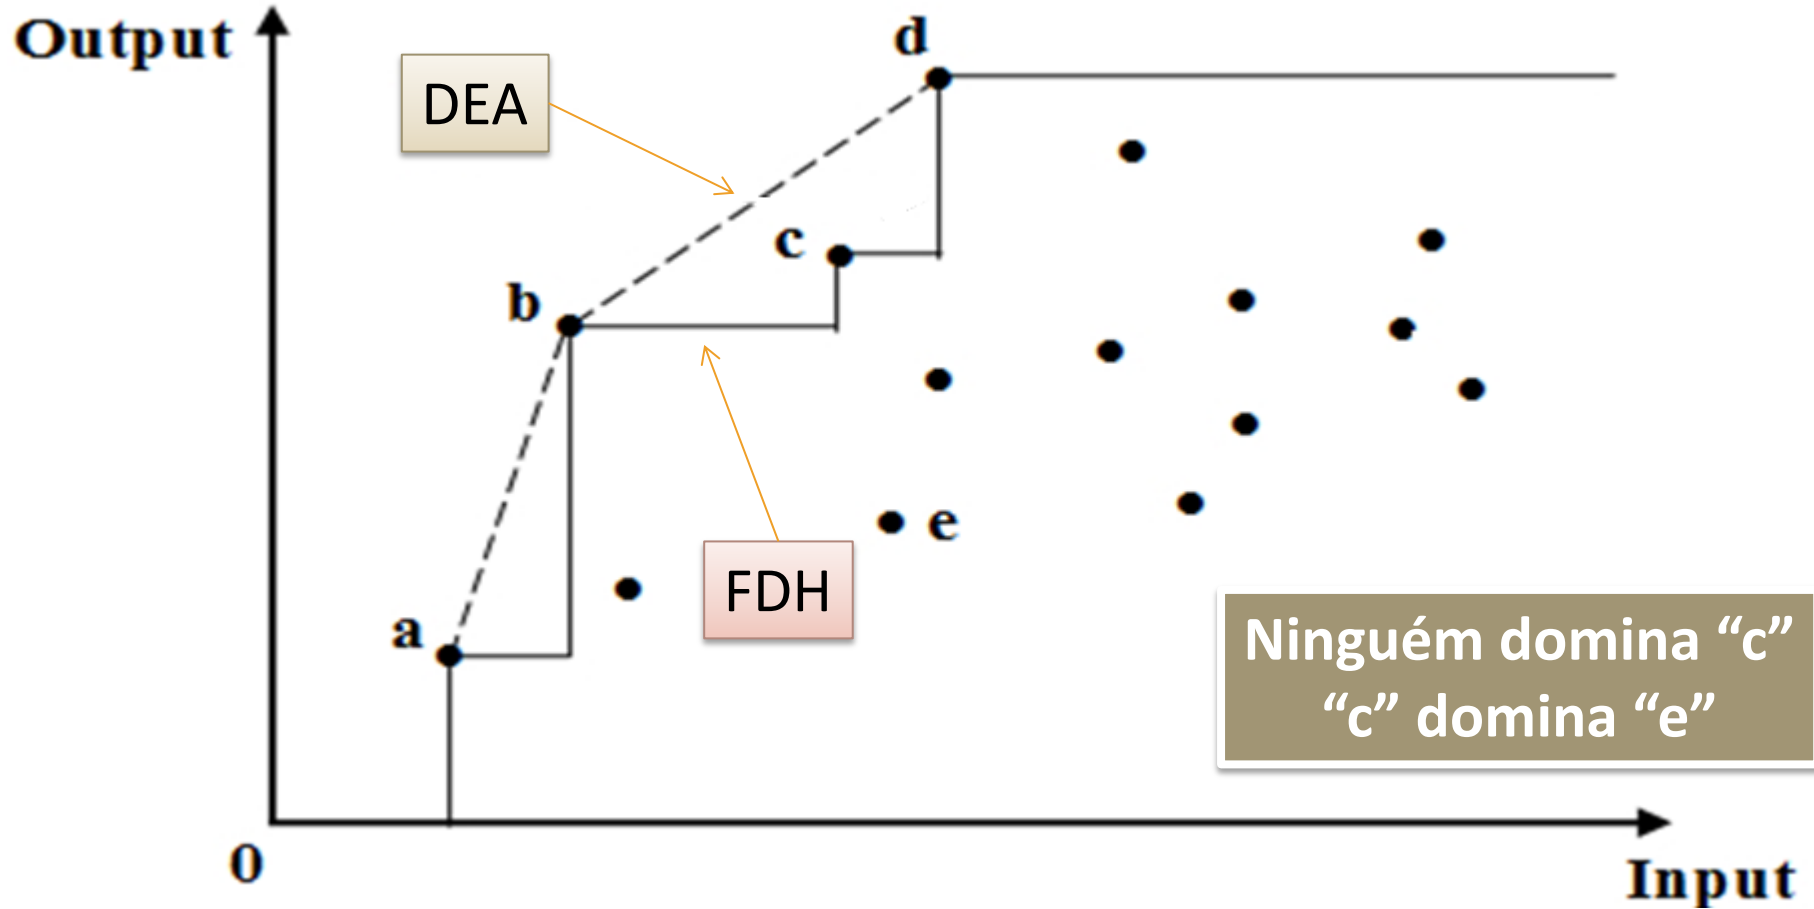 Output
d
DEA
c
b
e
FDH
a
Ninguém domina “c”
“c” domina “e”
0
Input